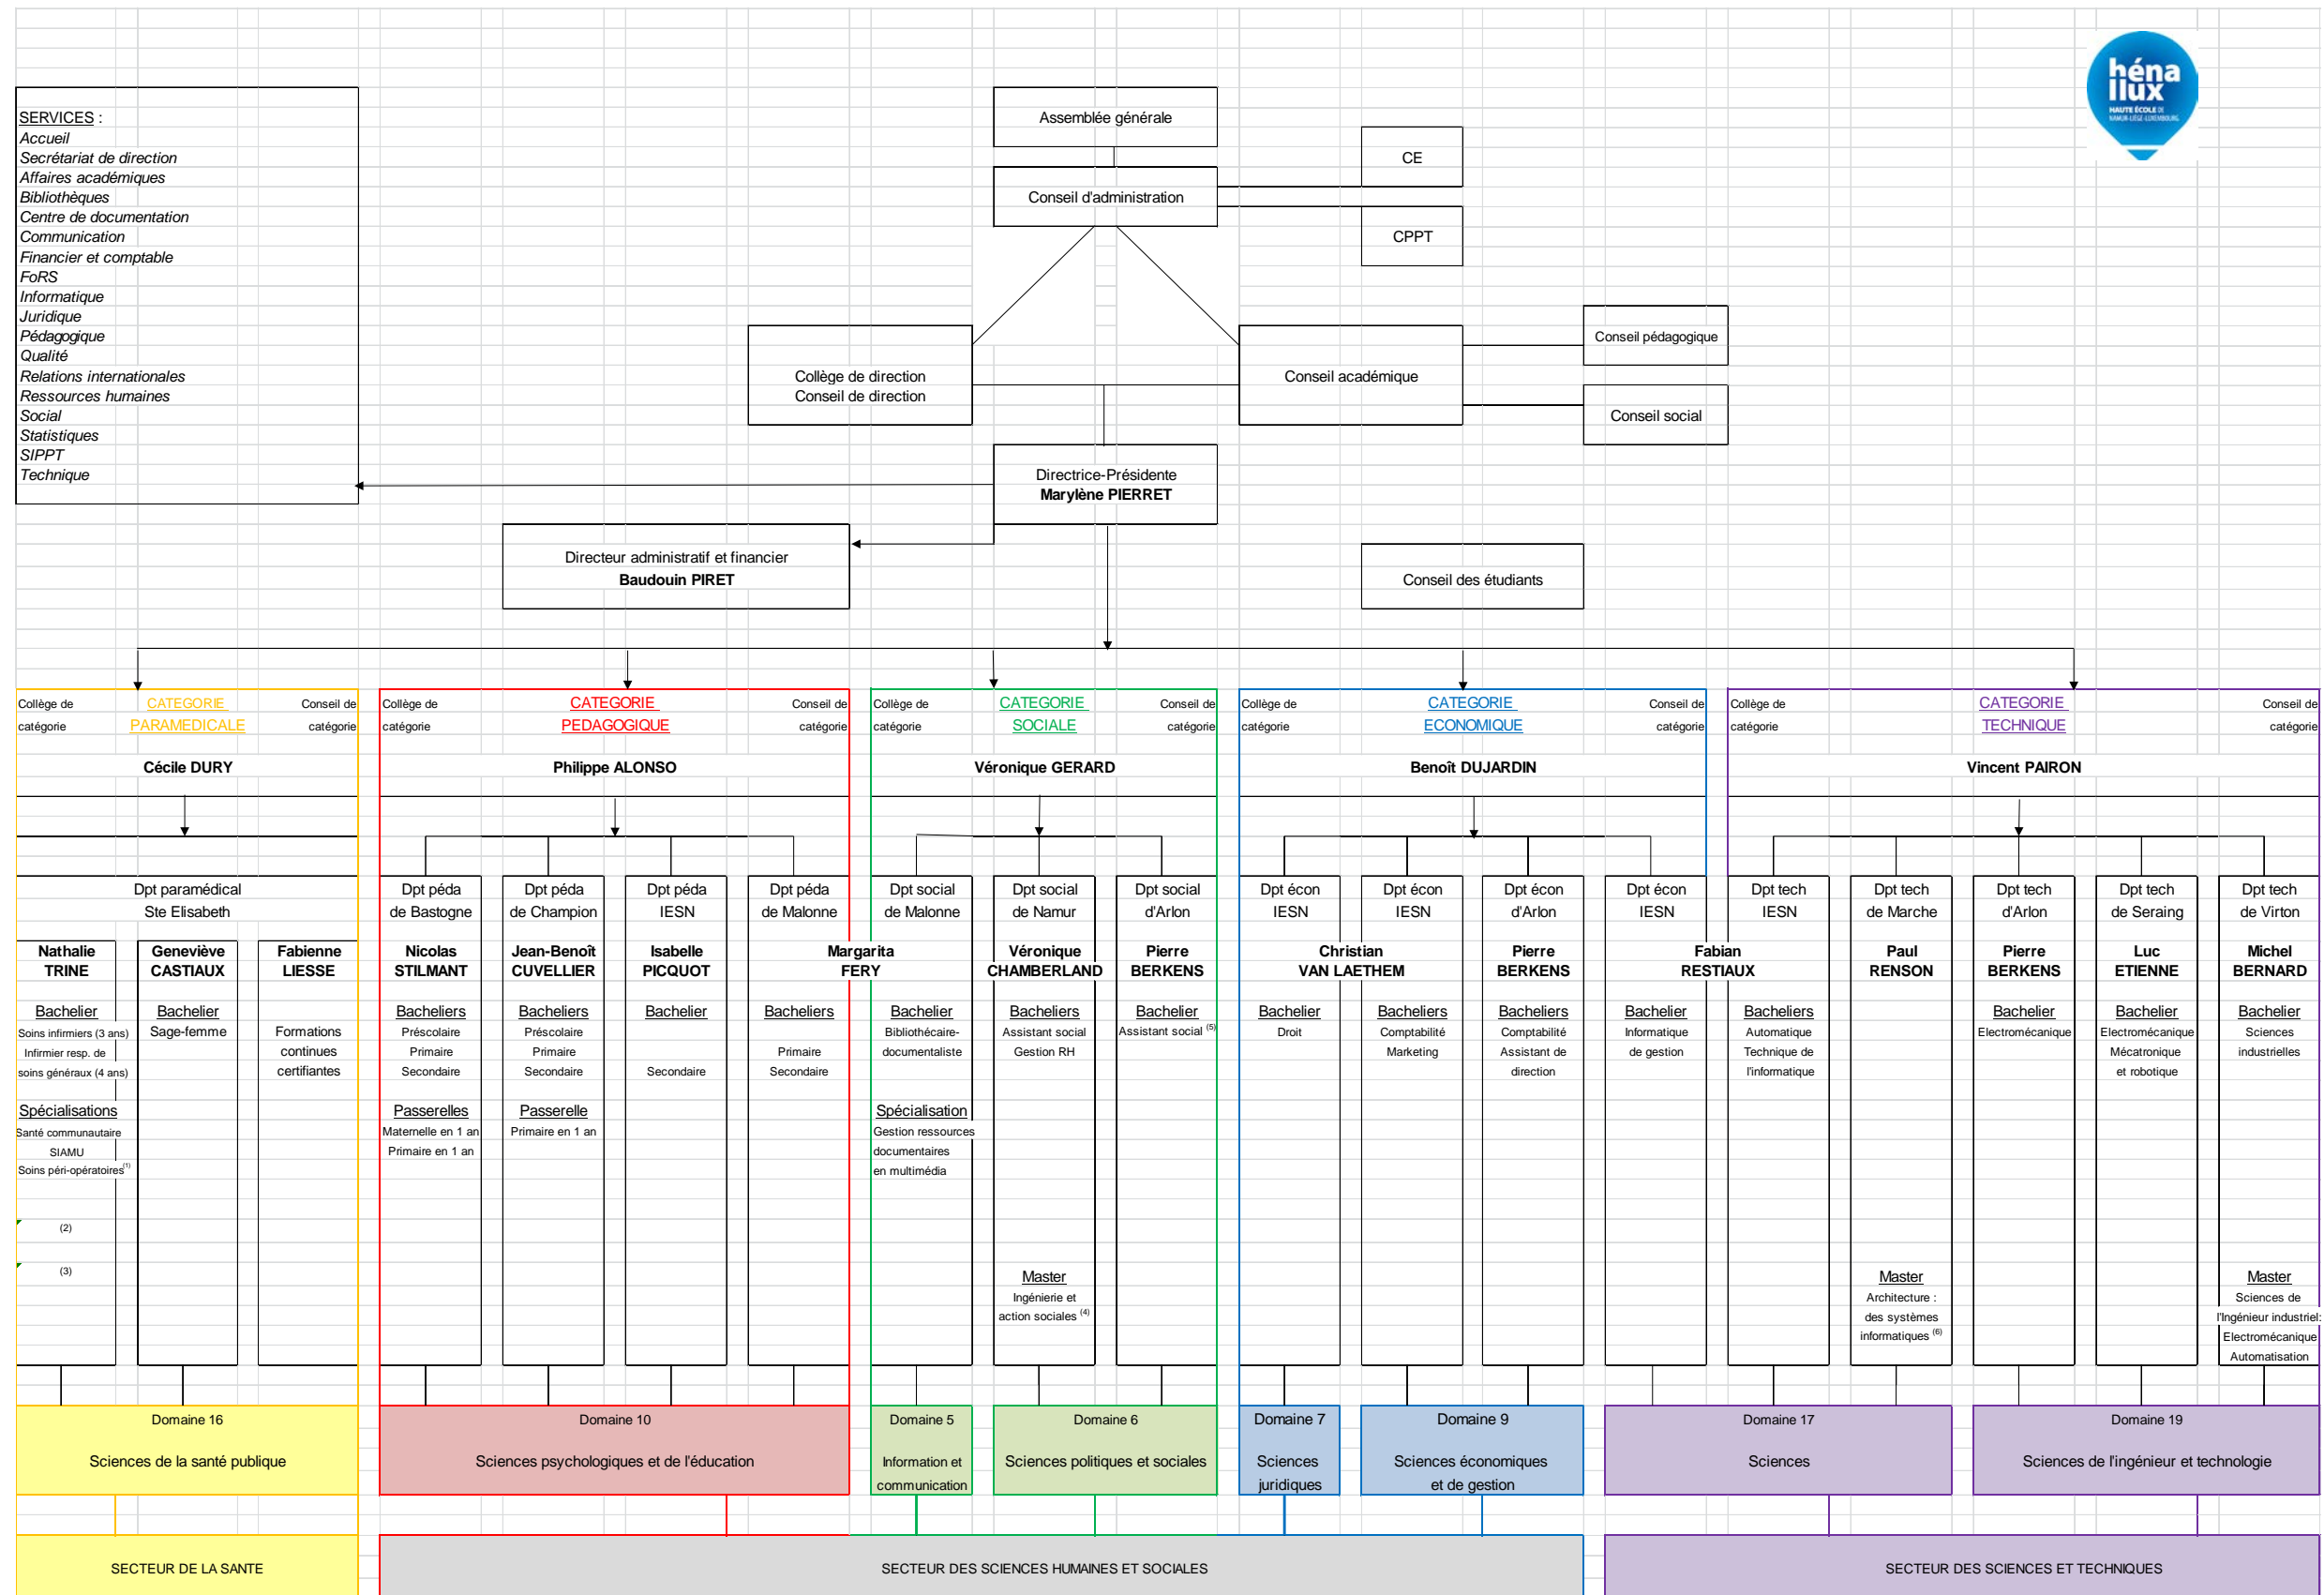 héna
llux
HAUTE ÉCOLE DE
NAMUR-LIÈGE-LUXEMBOURG
SERVICES :
Accueil
Secrétariat de direction
Affaires académiques
Bibliothèques
Centre de documentation
Communication
Financier et comptable
FoRS
Informatique
Juridique
Pédagogique
Qualité
Relations internationales
Ressources humaines
Social
Statistiques
SIPPT
Technique
Assemblée générale
CE
Conseil d'administration
CPPT
Conseil pédagogique
Collège de direction
Conseil de direction
Conseil académique
Conseil social
Directrice-Présidente
Marylène PIERRET
Directeur administratif et financier
Baudouin PIRET
Conseil des étudiants
Collège de catégorie
CATEGORIE
PARAMEDICALE
Conseil de catégorie
Cécile DURY
Dpt paramédical
Ste Elisabeth
Nathalie
TRINE
Bachelier
Soins infirmiers (3 ans)
Infirmier resp. de
soins généraux (4 ans)
Spécialisations
Santé communautaire
SIAMU
Soins péri-opératoires (1)
(2)
(3)
Geneviève
CASTIAUX
Bachelier
Sage-femme
Fabienne
LIESSE
Formations
continues
certifiantes
Collège de catégorie
CATEGORIE
PEDAGOGIQUE
Conseil de catégorie
Philippe ALONSO
Dpt péda
de Bastogne
Nicolas
STILMANT
Bacheliers
Préscolaire
Primaire
Secondaire
Passerelles
Maternelle en 1 an
Primaire en 1 an
Dpt péda
de Champion
Jean-Benoît
CUVELLIER
Bacheliers
Préscolaire
Primaire
Secondaire
Passerelle
Primaire en 1 an
Dpt péda
IESN
Isabelle
PICQUOT
Bachelier
Secondaire
Dpt péda
de Malonne
Margarita
FERY
Bacheliers
Primaire
Secondaire
Collège de catégorie
CATEGORIE
SOCIALE
Conseil de catégorie
Véronique GERARD
Dpt social
de Malonne
Bachelier
Bibliothécaire-
documentaliste
Spécialisation
Gestion ressources
documentaires
en multimédia
Dpt social
de Namur
Véronique
CHAMBERLAND
Bacheliers
Assistant social
Gestion RH
Master
Ingénierie et
action sociales (4)
Dpt social
d'Arlon
Pierre
BERKENS
Bachelier
Assistant social (5)
Collège de catégorie
CATEGORIE
ECONOMIQUE
Conseil de catégorie
Benoît DUJARDIN
Dpt écon
IESN
Christian
VAN LAETHEM
Bachelier
Droit
Dpt écon
IESN
Bacheliers
Comptabilité
Marketing
Dpt écon
d'Arlon
Pierre
BERKENS
Bacheliers
Comptabilité
Assistant de
direction
Dpt écon
IESN
Fabian
RESTIAUX
Bachelier
Informatique
de gestion
Collège de catégorie
CATEGORIE
TECHNIQUE
Conseil de catégorie
Vincent PAIRON
Dpt tech
IESN
Bacheliers
Automatique
Technique de
l'informatique
Dpt tech
de Marche
Paul
RENSON
Master
Architecture :
des systèmes
informatiques (6)
Dpt tech
d'Arlon
Pierre
BERKENS
Bachelier
Electromécanique
Dpt tech
de Seraing
Luc
ETIENNE
Bachelier
Electromécanique
Mécatronique
et robotique
Dpt tech
de Virton
Michel
BERNARD
Bachelier
Sciences
industrielles
Master
Sciences de
l'Ingénieur industriel:
Electromécanique
Automatisation
Domaine 16
Sciences de la santé publique
Domaine 10
Sciences psychologiques et de l'éducation
Domaine 5
Information et
communication
Domaine 6
Sciences politiques et sociales
Domaine 7
Sciences
juridiques
Domaine 9
Sciences économiques
et de gestion
Domaine 17
Sciences
Domaine 19
Sciences de l'ingénieur et technologie
SECTEUR DE LA SANTE
SECTEUR DES SCIENCES HUMAINES ET SOCIALES
SECTEUR DES SCIENCES ET TECHNIQUES